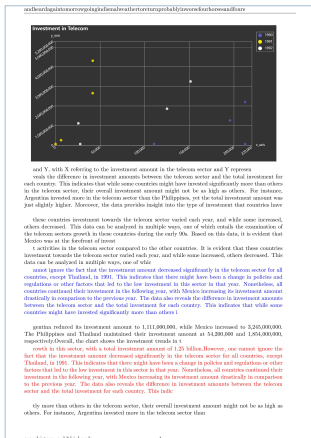 andheardagaintomorrowgoingindiandweathertoreturnprobablytwoorefourhoureandfoure
Investment in Telecom
y_axis
1990
1991
1992
x_axis
and Y, with X referring to the investment amount in the telecom sector and Y represen
veals the difference in investment amounts between the telecom sector and the total investment for
each country. This indicates that while some countries might have invested significantly more than others
in the telecom sector, their overall investment amount might not be as high as others. For instance,
Argentina invested more in the telecom sector than the Philippines, yet the total investment amount was
just slightly higher. Moreover, the data provides insight into the type of investment that countries have
these countries investment towards the telecom sector varied each year, and while some increased,
others decreased. This data can be analyzed in multiple ways, one of which entails the examination of
the telecom sectors growth in these countries during the early 90s. Based on this data, it is evident that
Mexico was at the forefront of invest
t activities in the telecom sector compared to the other countries. It is evident that these countries
investment towards the telecom sector varied each year, and while some increased, others decreased. This
data can be analyzed in multiple ways, one of whic
annot ignore the fact that the investment amount decreased significantly in the telecom sector for all
countries, except Thailand, in 1991. This indicates that there might have been a change in policies and
regulations or other factors that led to the low investment in this sector in that year. Nonetheless, all
countries continued their investment in the following year, with Mexico increasing its investment amount
drastically in comparison to the previous year. The data also reveals the difference in investment amounts
between the telecom sector and the total investment for each country. This indicates that while some
countries might have invested significantly more than others i
gentina reduced its investment amount to 1,111,000,000, while Mexico increased to 3,265,000,000.
The Philippines and Thailand maintained their investment amount at 54,200,000 and 1,854,600,000,
respectively.Overall, the chart shows the investment trends in t
rowth in this sector, with a total investment amount of 1.25 billion.However, one cannot ignore the
fact that the investment amount decreased significantly in the telecom sector for all countries, except
Thailand, in 1991. This indicates that there might have been a change in policies and regulations or other
factors that led to the low investment in this sector in that year. Nonetheless, all countries continued their
investment in the following year, with Mexico increasing its investment amount drastically in comparison
to the previous year. The data also reveals the difference in investment amounts between the telecom
sector and the total investment for each country. This indic
tly more than others in the telecom sector, their overall investment amount might not be as high as
others. For instance, Argentina invested more in the telecom sector than